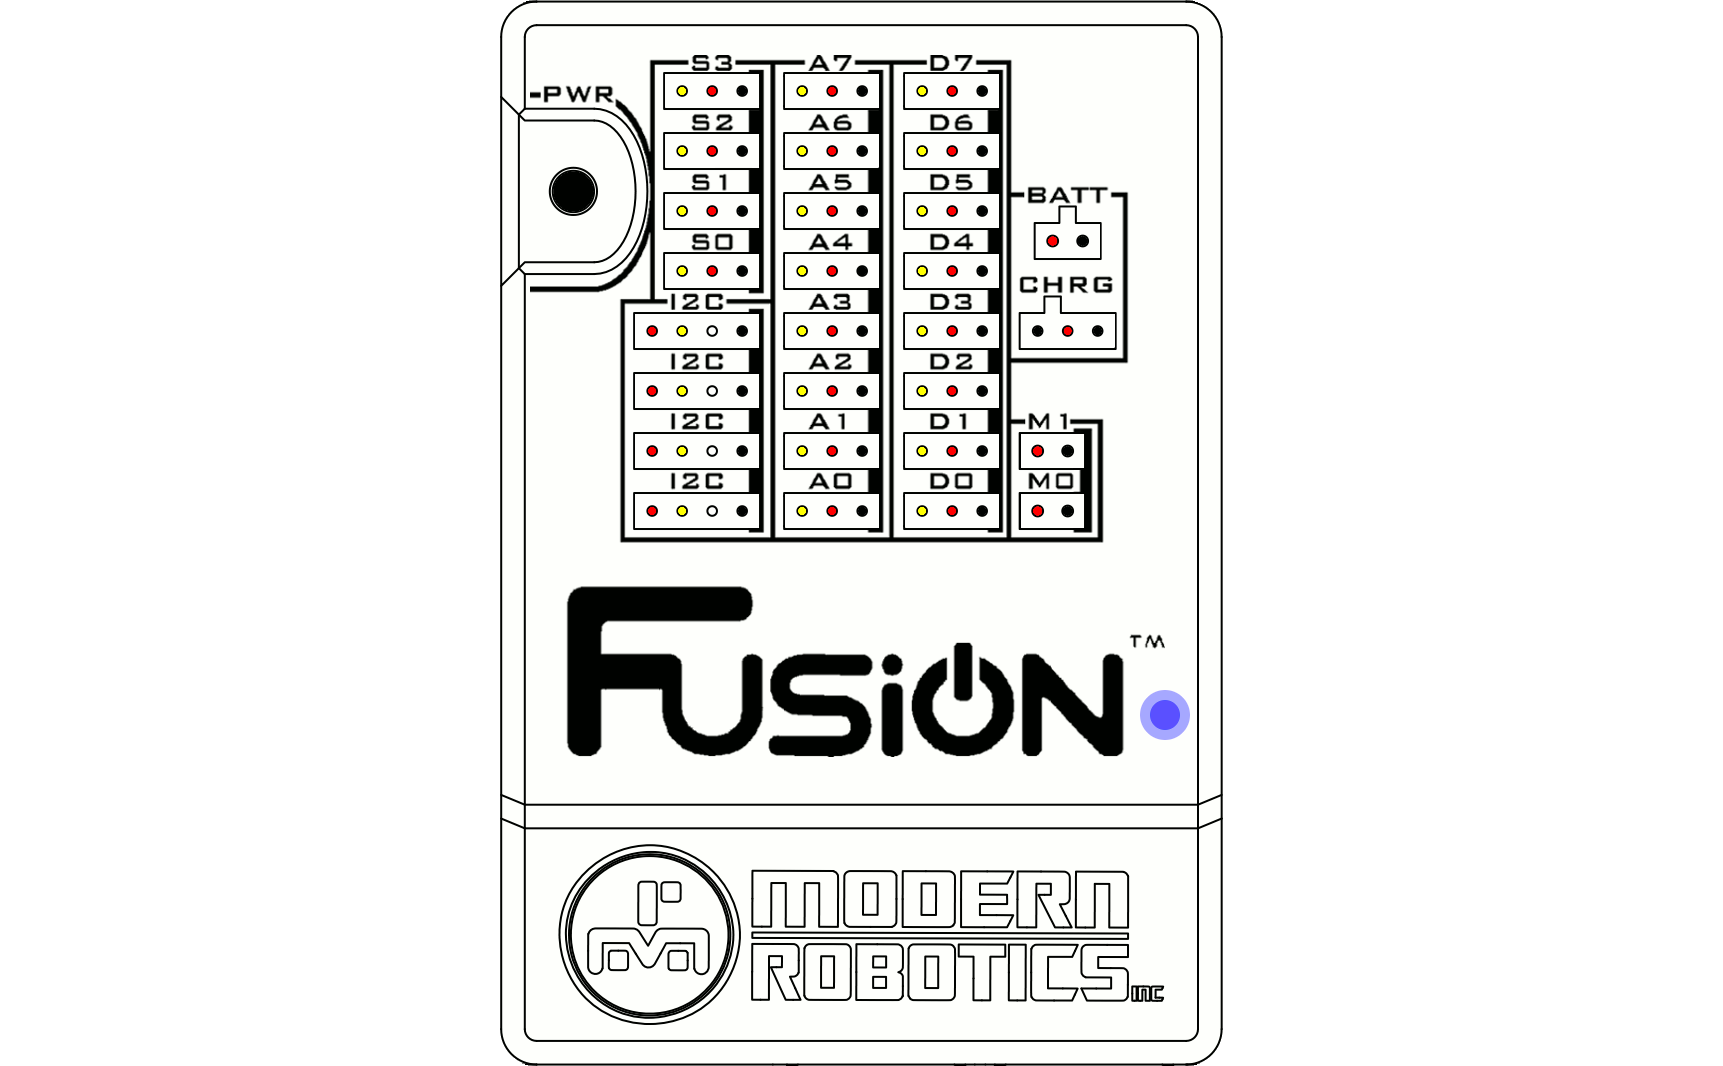 S3 A7 D7
PWR
S2 A6 D6
S1 A5 D5
BATT
S0 A4 D4
CHRG
I2C A3 D3
I2C A2 D2
I2C A1 D1 M1
I2C A0 D0 M0
FUSION ™
MODERN
ROBOTICS INC